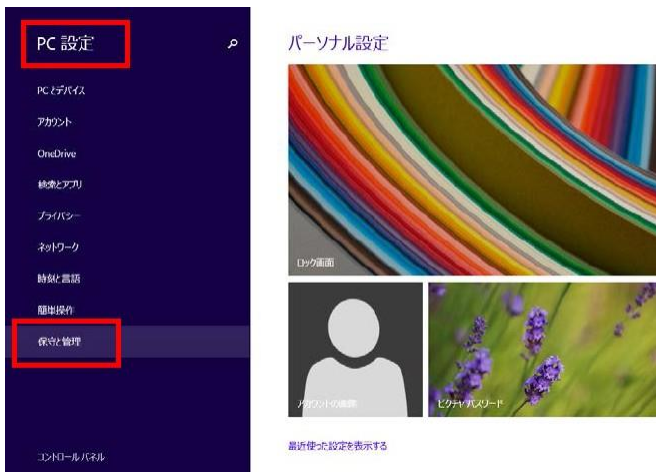 PC 設定
PC とデバイス
アカウント
OneDrive
検索とアプリ
プライバシー
ネットワーク
時刻と言語
簡単操作
保守と管理
コントロール パネル
パーソナル設定
ロック画面
アカウントの画像
ピクチャ パスワード
最近使った設定を表示する